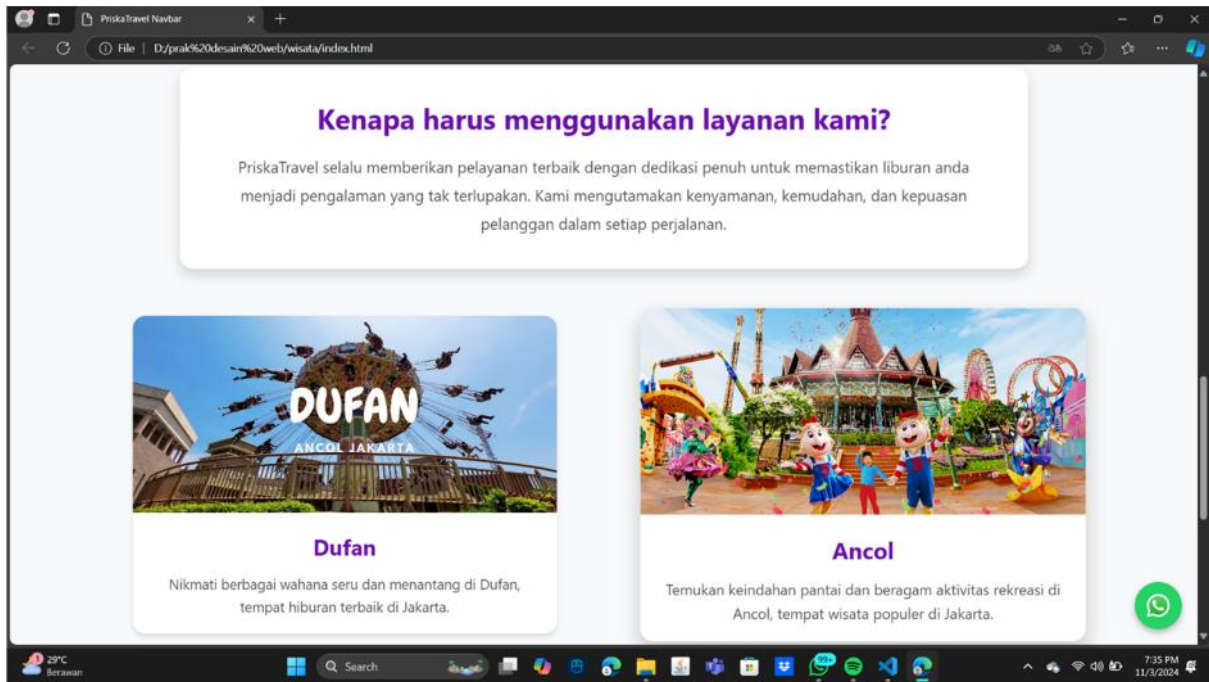 PriskaTravel Navbar
File | D:/prak%20desain%20web/wisata/index.html
Kenapa harus menggunakan layanan kami?
PriskaTravel selalu memberikan pelayanan terbaik dengan dedikasi penuh untuk memastikan liburan anda
menjadi pengalaman yang tak terlupakan. Kami mengutamakan kenyamanan, kemudahan, dan kepuasan
pelanggan dalam setiap perjalanan.
DUFAN
ANCOL JAKARTA
Dufan
Nikmati berbagai wahana seru dan menantang di Dufan,
tempat hiburan terbaik di Jakarta.
Ancol
Temukan keindahan pantai dan beragam aktivitas rekreasi di
Ancol, tempat wisata populer di Jakarta.
29°C
Berawan
Search
99+
7:35 PM
11/3/2024